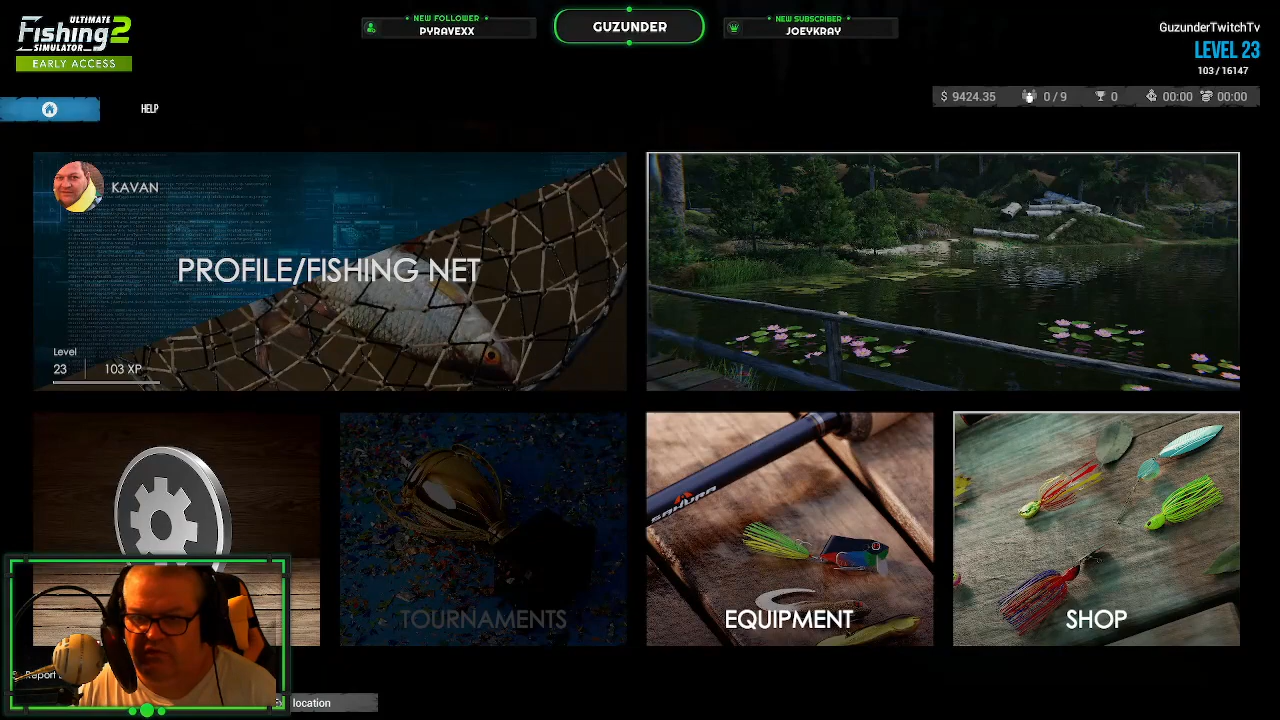 ULTIMATE
Fishing 2
SIMULATOR
EARLY ACCESS
NEW FOLLOWER
PYRAVEXX
GUZUNDER
NEW SUBSCRIBER
JOEYKRAY
GuzunderTwitchTv
LEVEL 23
103 / 16147
$ 9424.35
0 / 9
0
00:00
00:00
HELP
KAVAN
PROFILE/FISHING NET
Level
23
103 XP
TOURNAMENTS
SAKURA
EQUIPMENT
SHOP
Report
location